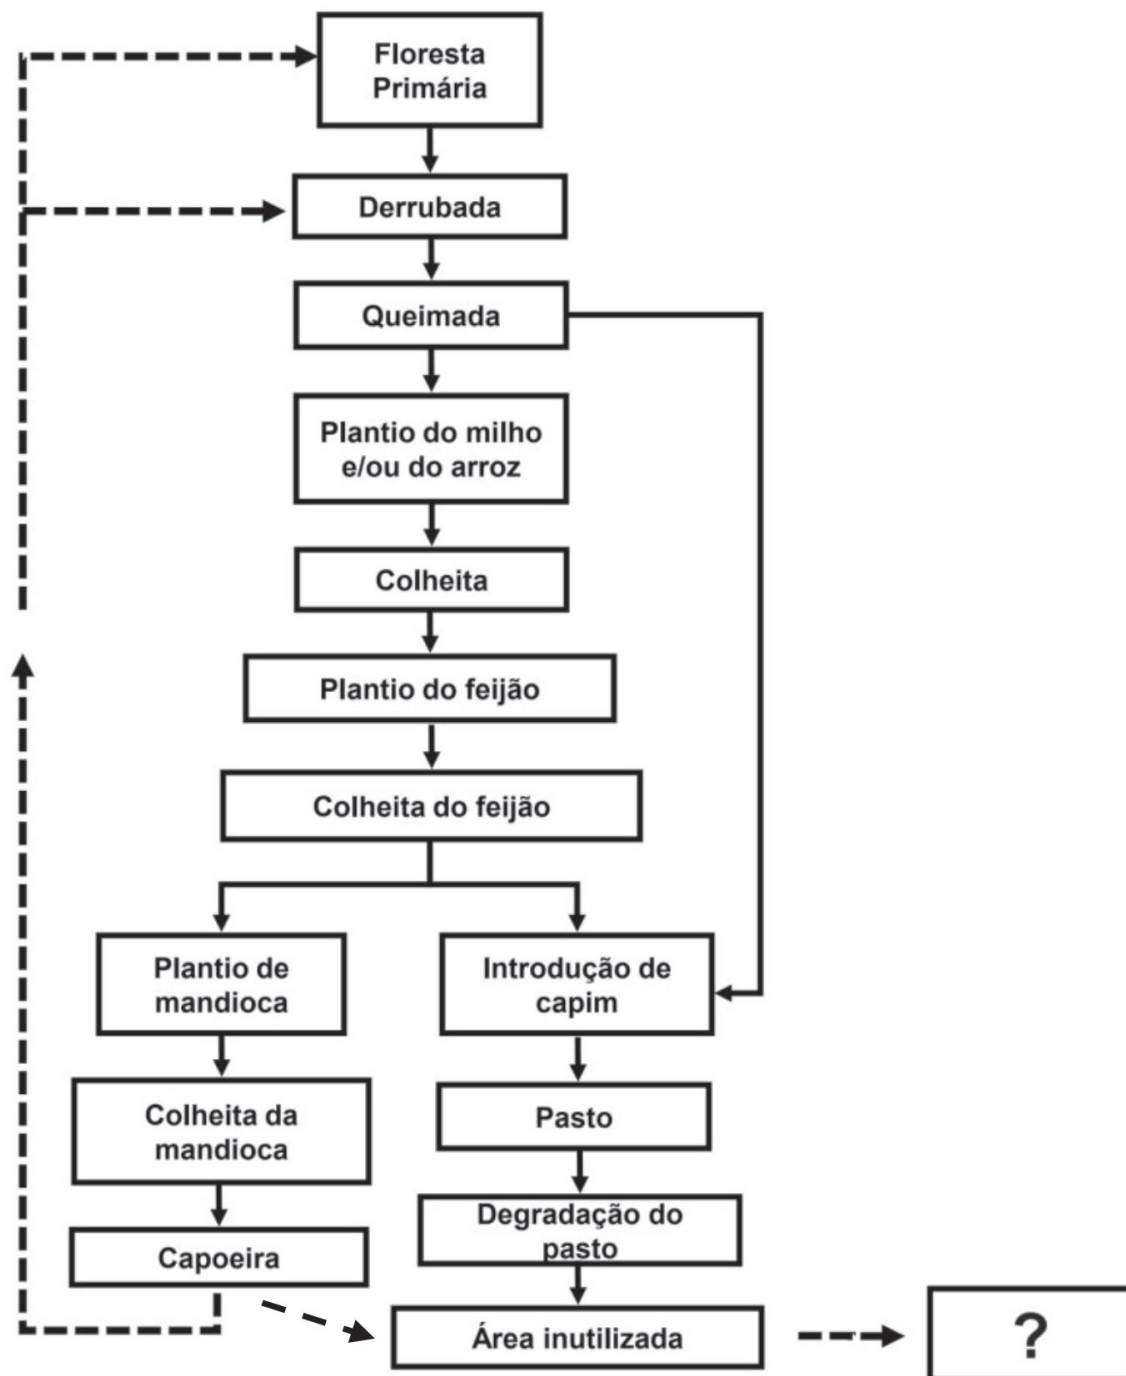 Floresta
Primária
Derrubada
Queimada
Plantio do milho
e/ou do arroz
Colheita
Plantio do feijão
Colheita do feijão
Plantio de
mandioca
Introdução de
capim
Colheita da
mandioca
Pasto
Capoeira
Degradação do
pasto
Área inutilizada
?